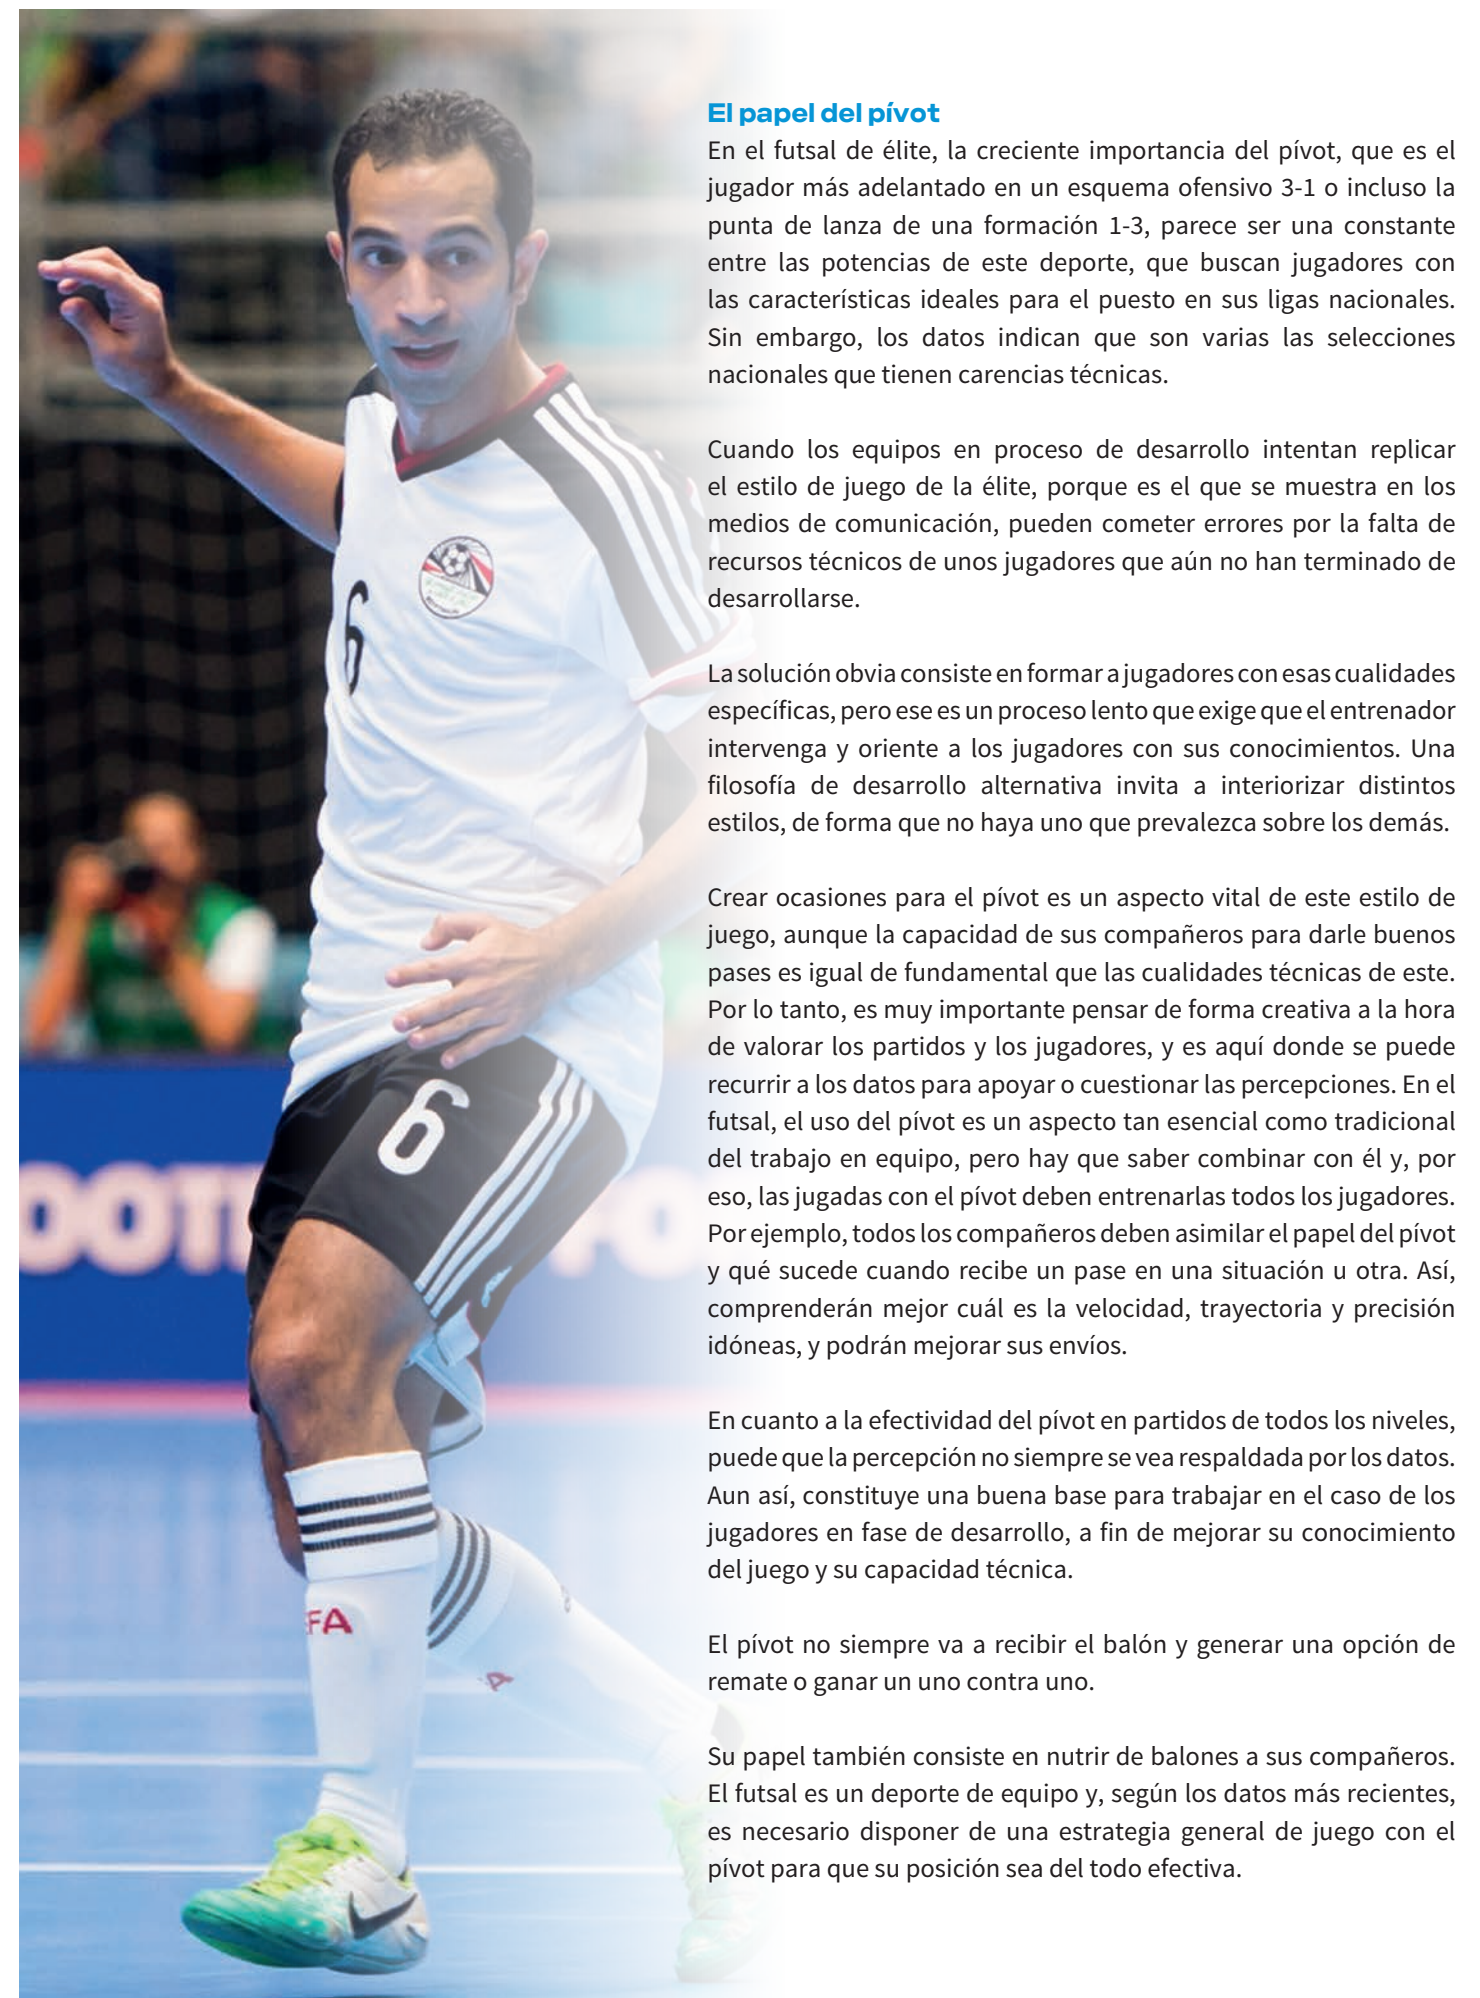 El papel del pívot
En el futsal de élite, la creciente importancia del pívot, que es el
jugador más adelantado en un esquema ofensivo 3-1 o incluso la
punta de lanza de una formación 1-3, parece ser una constante
entre las potencias de este deporte, que buscan jugadores con
las características ideales para el puesto en sus ligas nacionales.
Sin embargo, los datos indican que son varias las selecciones
nacionales que tienen carencias técnicas.
Cuando los equipos en proceso de desarrollo intentan replicar
el estilo de juego de la élite, porque es el que se muestra en los
medios de comunicación, pueden cometer errores por la falta de
recursos técnicos de unos jugadores que aún no han terminado de
desarrollarse.
La solución obvia consiste en formar a jugadores con esas cualidades
específicas, pero ese es un proceso lento que exige que el entrenador
intervenga y oriente a los jugadores con sus conocimientos. Una
filosofía de desarrollo alternativa invita a interiorizar distintos
estilos, de forma que no haya uno que prevalezca sobre los demás.
Crear ocasiones para el pívot es un aspecto vital de este estilo de
juego, aunque la capacidad de sus compañeros para darle buenos
pases es igual de fundamental que las cualidades técnicas de este.
Por lo tanto, es muy importante pensar de forma creativa a la hora
de valorar los partidos y los jugadores, y es aquí donde se puede
recurrir a los datos para apoyar o cuestionar las percepciones. En el
futsal, el uso del pívot es un aspecto tan esencial como tradicional
del trabajo en equipo, pero hay que saber combinar con él y, por
eso, las jugadas con el pívot deben entrenarlas todos los jugadores.
Por ejemplo, todos los compañeros deben asimilar el papel del pívot
y qué sucede cuando recibe un pase en una situación u otra. Así,
comprenderán mejor cuál es la velocidad, trayectoria y precisión
idóneas, y podrán mejorar sus envíos.
En cuanto a la efectividad del pívot en partidos de todos los niveles,
puede que la percepción no siempre se vea respaldada por los datos.
Aun así, constituye una buena base para trabajar en el caso de los
jugadores en fase de desarrollo, a fin de mejorar su conocimiento
del juego y su capacidad técnica.
El pívot no siempre va a recibir el balón y generar una opción de
remate o ganar un uno contra uno.
Su papel también consiste en nutrir de balones a sus compañeros.
El futsal es un deporte de equipo y, según los datos más recientes,
es necesario disponer de una estrategia general de juego con el
pívot para que su posición sea del todo efectiva.
6
6
OOT
FO
FA
A